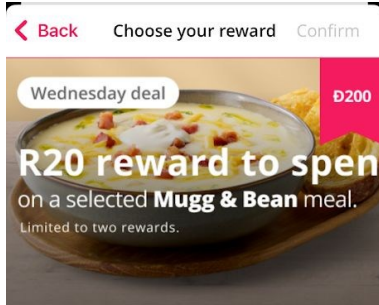 Back Choose your reward Confirm
Wednesday deal
Đ200
R20 reward to spen
on a selected Mugg & Bean meal.
Limited to two rewards.